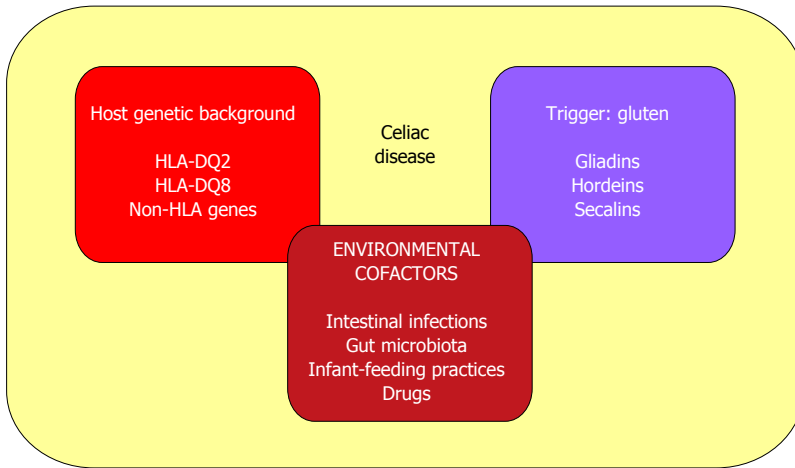 Host genetic background
HLA-DQ2
HLA-DQ8
Non-HLA genes
Celiac
disease
Trigger: gluten
Gliadins
Hordeins
Secalins
ENVIRONMENTAL
COFACTORS
Intestinal infections
Gut microbiota
Infant-feeding practices
Drugs